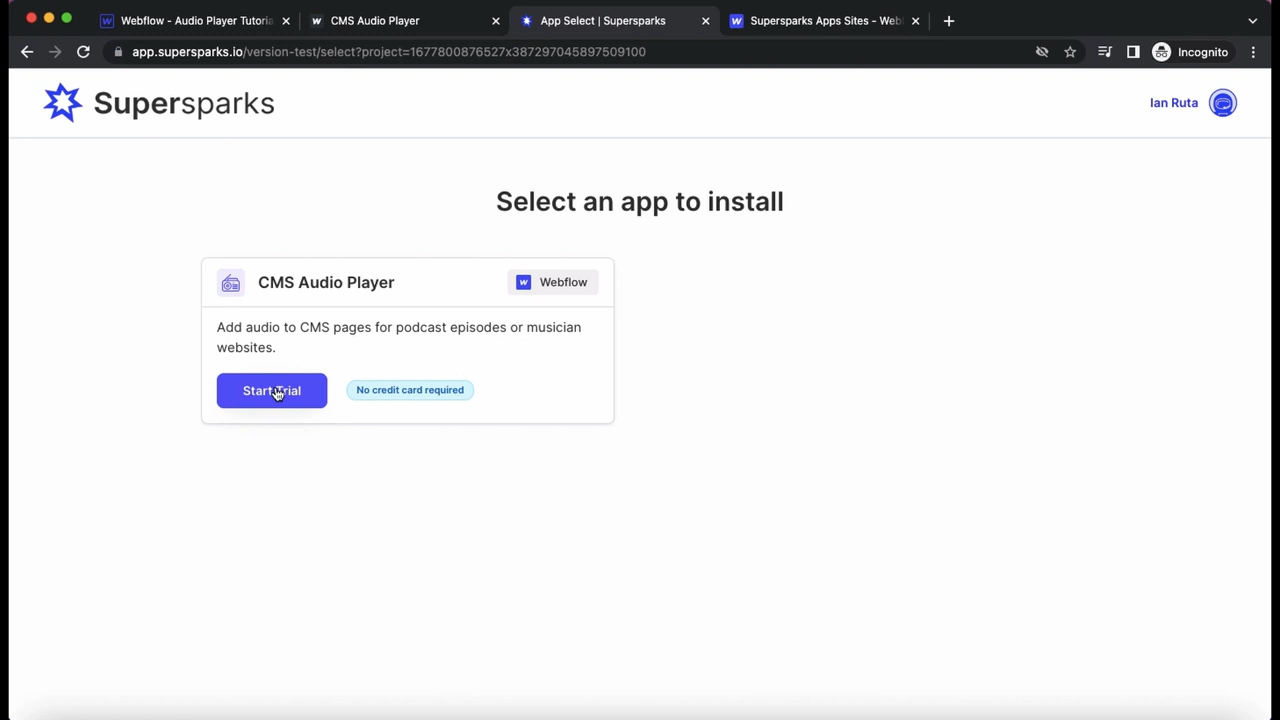 Webflow - Audio Player Tutoria
CMS Audio Player
App Select | Supersparks
Supersparks Apps Sites - Web
app.supersparks.io/version-test/select?project=1677800876527x387297045897509100
Incognito
Supersparks
Ian Ruta
Select an app to install
CMS Audio Player
Webflow
Add audio to CMS pages for podcast episodes or musician
websites.
Start Trial
No credit card required